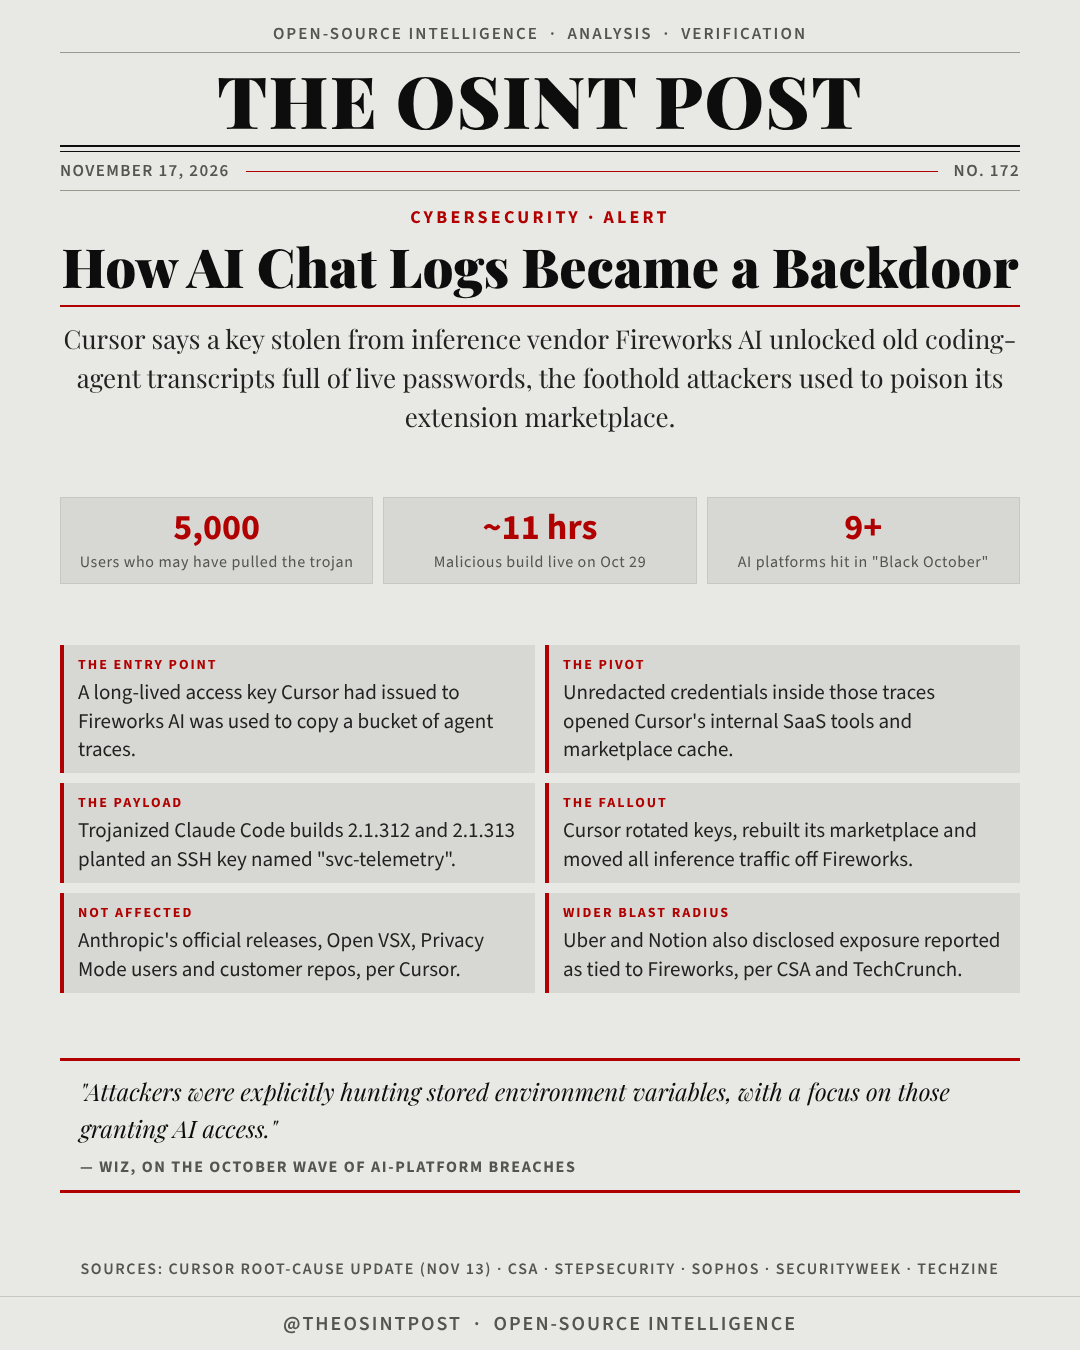 OPEN-SOURCE INTELLIGENCE · ANALYSIS · VERIFICATION
THE OSINT POST
NOVEMBER 17, 2026
NO. 172
CYBERSECURITY · ALERT
How AI Chat Logs Became a Backdoor
Cursor says a key stolen from inference vendor Fireworks AI unlocked old coding-
agent transcripts full of live passwords, the foothold attackers used to poison its
extension marketplace.
5,000
Users who may have pulled the trojan
~11 hrs
Malicious build live on Oct 29
9+
AI platforms hit in "Black October"
THE ENTRY POINT
A long-lived access key Cursor had issued to
Fireworks AI was used to copy a bucket of agent
traces.
THE PIVOT
Unredacted credentials inside those traces
opened Cursor's internal SaaS tools and
marketplace cache.
THE PAYLOAD
Trojanized Claude Code builds 2.1.312 and 2.1.313
planted an SSH key named "svc-telemetry".
THE FALLOUT
Cursor rotated keys, rebuilt its marketplace and
moved all inference traffic off Fireworks.
NOT AFFECTED
Anthropic's official releases, Open VSX, Privacy
Mode users and customer repos, per Cursor.
WIDER BLAST RADIUS
Uber and Notion also disclosed exposure reported
as tied to Fireworks, per CSA and TechCrunch.
"Attackers were explicitly hunting stored environment variables, with a focus on those
granting AI access."
— WIZ, ON THE OCTOBER WAVE OF AI-PLATFORM BREACHES
SOURCES: CURSOR ROOT-CAUSE UPDATE (NOV 13) · CSA · STEPSECURITY · SOPHOS · SECURITYWEEK · TECHZINE
@THEOSINTPOST · OPEN-SOURCE INTELLIGENCE